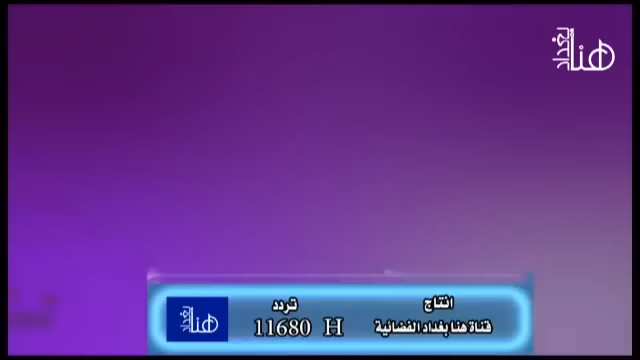 هنا بغداد
انتاج
قناة هنا بغداد الفضائية
تردد
11680 H
هنا بغداد